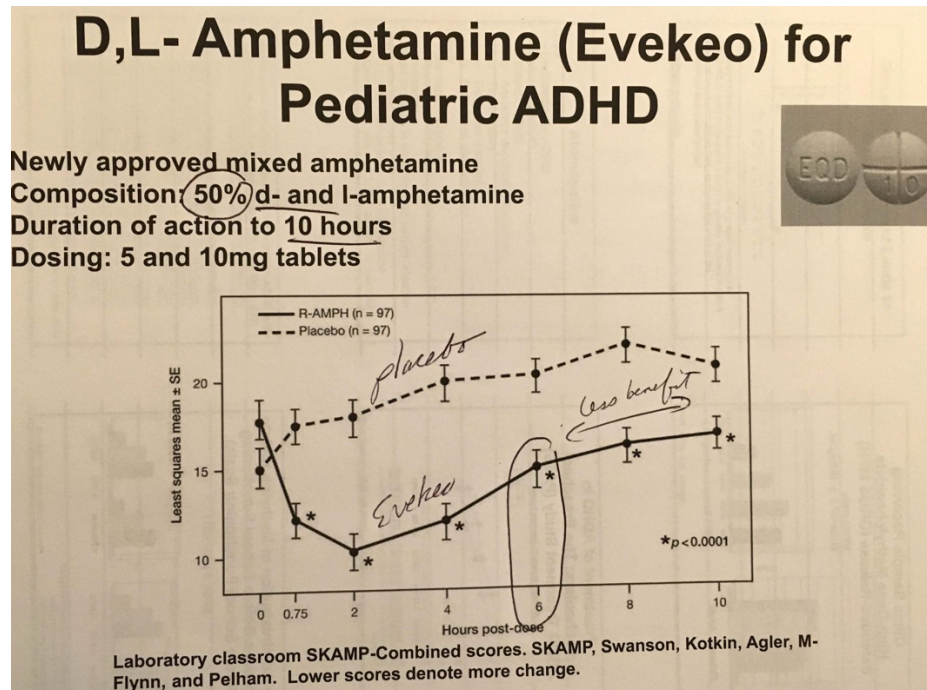 D,L- Amphetamine (Evekeo) for
Pediatric ADHD
Newly approved mixed amphetamine
Composition: 50% d- and l-amphetamine
Duration of action to 10 hours
Dosing: 5 and 10mg tablets
EQD
10
R-AMPH (n = 97)
Placebo (n = 97)
placebo
less benefit
Evekeo
Least squares mean ± SE
20
15
10
*
*
*
*
*
*
*p<0.0001
0 0.75 2 4 6 8 10
Hours post-dose
Laboratory classroom SKAMP-Combined scores. SKAMP, Swanson, Kotkin, Agler, M-
Flynn, and Pelham. Lower scores denote more change.